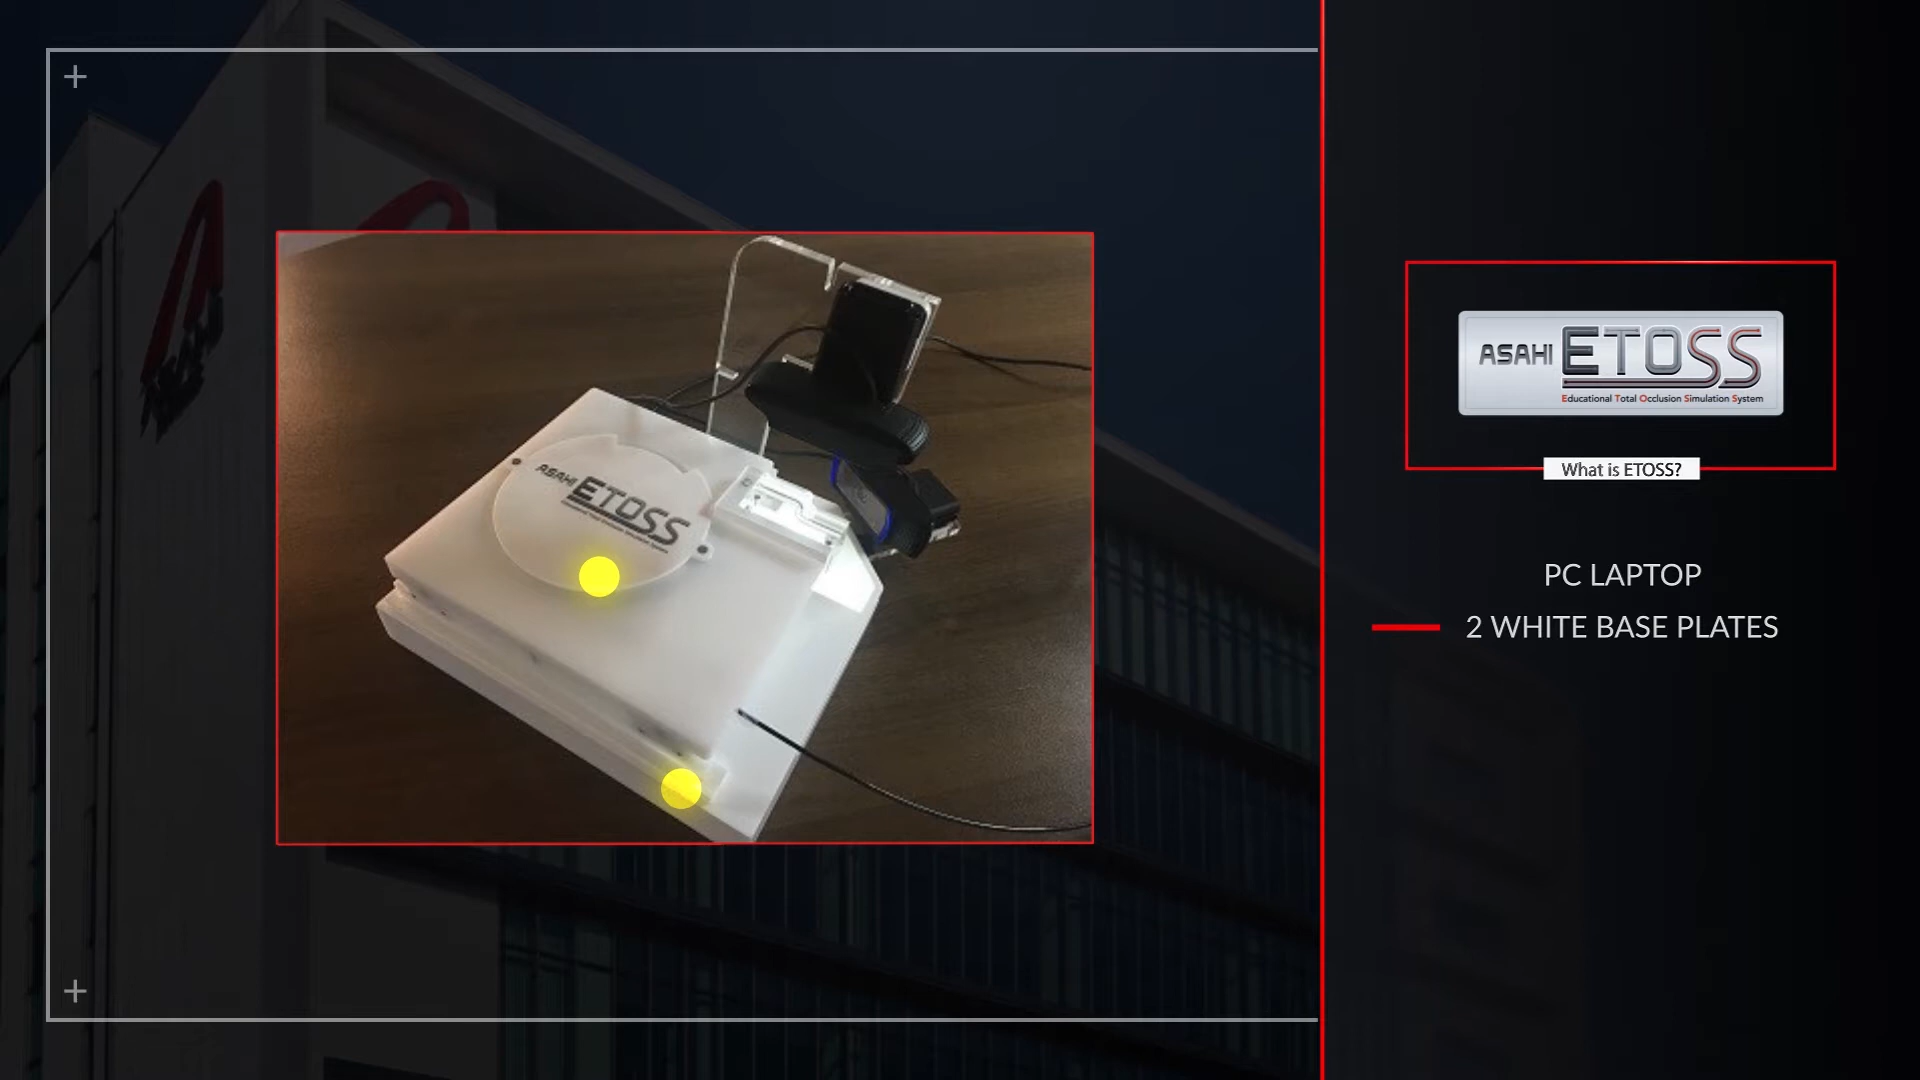 ASAHI ETOSS
ASAHI ETOSS
Educational Total Occlusion Simulation System
What is ETOSS?
PC LAPTOP
2 WHITE BASE PLATES